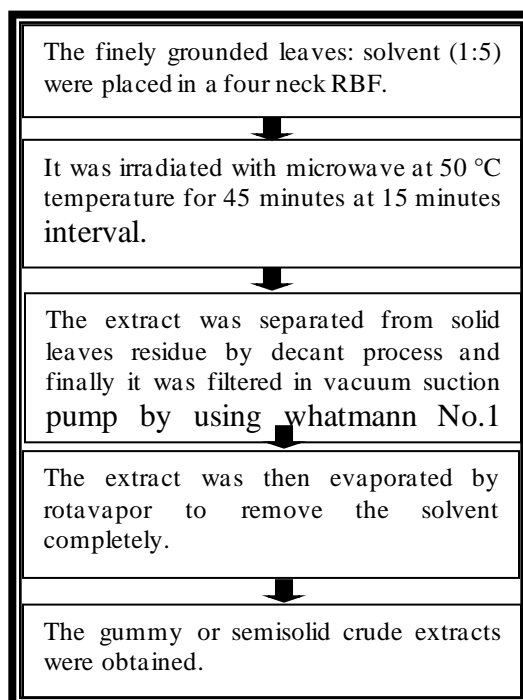 The finely grounded leaves: solvent (1:5)
were placed in a four neck RBF.
It was irradiated with microwave at 50 °C
temperature for 45 minutes at 15 minutes
interval.
The extract was separated from solid
leaves residue by decant process and
finally it was filtered in vacuum suction
pump by using whatmann No.1
The extract was then evaporated by
rotavapor to remove the solvent
completely.
The gummy or semisolid crude extracts
were obtained.